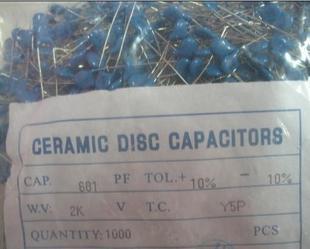 CERAMIC DISC CAPACITORS
CAP. 681 PF TOL.+ 10% - 10%
W.V: 2K V T.C. Y5P
QUANTITY: 1000 PCS